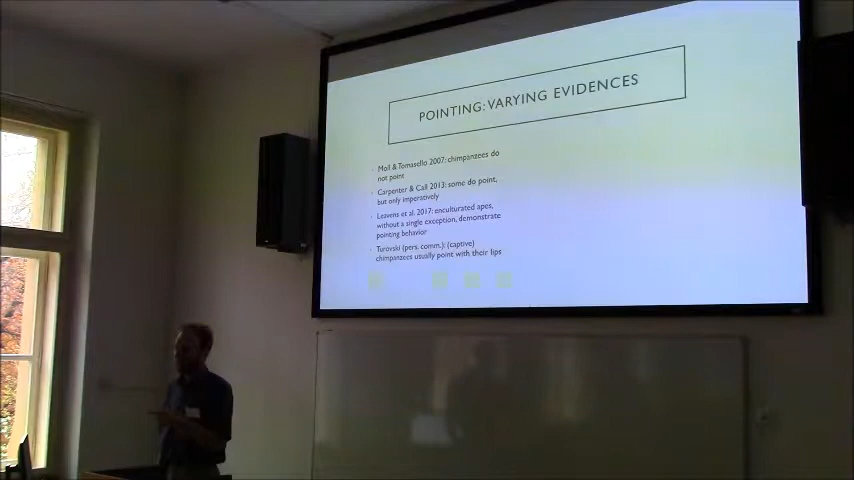 POINTING: VARYING EVIDENCES
Moll & Tomasello 2007: chimpanzees do
not point
Carpenter & Call 2013: some do point,
but only imperatively
Leavens et al. 2017: enculturated apes,
without a single exception, demonstrate
pointing behavior
Turovski (pers. comm.): (captive)
chimpanzees usually point with their lips